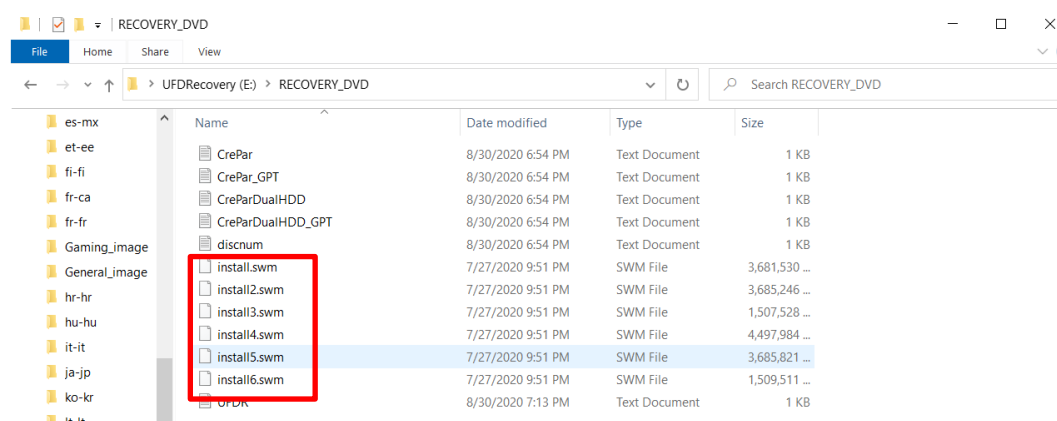 RECOVERY_DVD
File Home Share View
UFDRecovery (E:) > RECOVERY_DVD Search RECOVERY_DVD
es-mx
et-ee
fi-fi
fr-ca
fr-fr
Gaming_image
General_image
hr-hr
hu-hu
it-it
ja-jp
ko-kr
lt-lt
Name Date modified Type Size
CrePar 8/30/2020 6:54 PM Text Document 1 KB
CrePar_GPT 8/30/2020 6:54 PM Text Document 1 KB
CreParDualHDD 8/30/2020 6:54 PM Text Document 1 KB
CreParDualHDD_GPT 8/30/2020 6:54 PM Text Document 1 KB
discnum 8/30/2020 6:54 PM Text Document 1 KB
install.swm 7/27/2020 9:51 PM SWM File 3,681,530 ...
install2.swm 7/27/2020 9:51 PM SWM File 3,685,246 ...
install3.swm 7/27/2020 9:51 PM SWM File 1,507,528 ...
install4.swm 7/27/2020 9:51 PM SWM File 4,497,984 ...
install5.swm 7/27/2020 9:51 PM SWM File 3,685,821 ...
install6.swm 7/27/2020 9:51 PM SWM File 1,509,511 ...
UFDR 8/30/2020 7:13 PM Text Document 1 KB